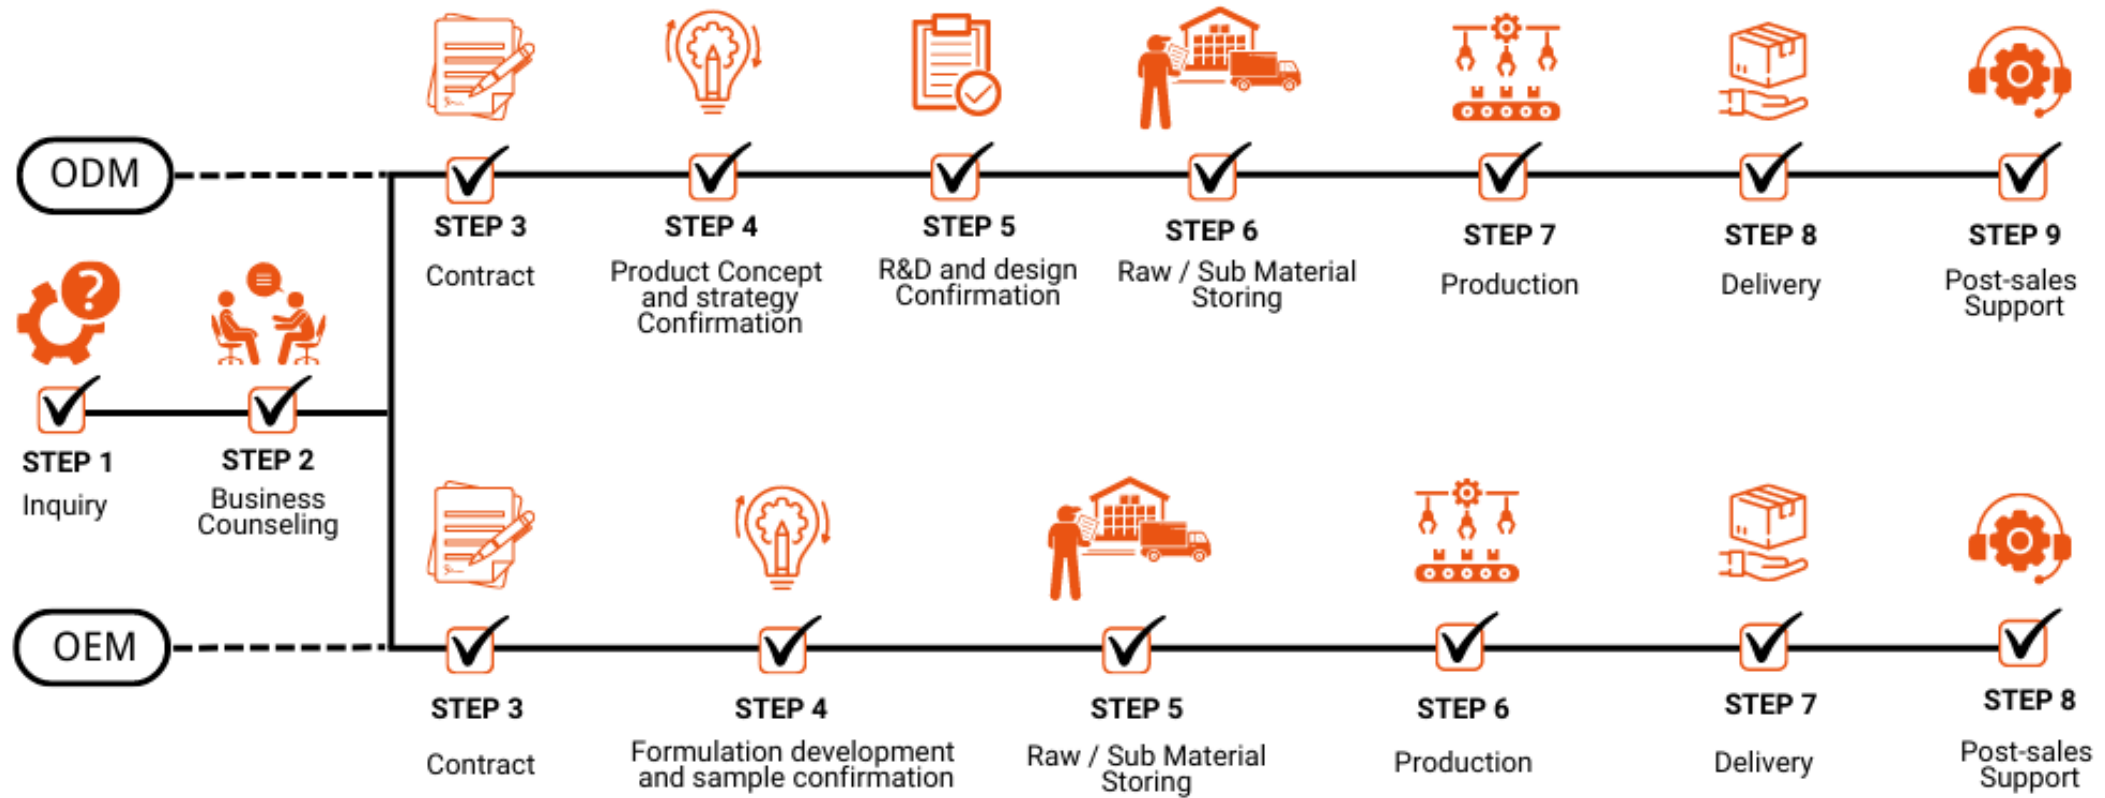 ODM
STEP 3
Contract
STEP 4
Product Concept
and strategy
Confirmation
STEP 5
R&D and design
Confirmation
STEP 6
Raw / Sub Material
Storing
STEP 7
Production
STEP 8
Delivery
STEP 9
Post-sales
Support
?
STEP 1
Inquiry
STEP 2
Business
Counseling
OEM
STEP 3
Contract
STEP 4
Formulation development
and sample confirmation
STEP 5
Raw / Sub Material
Storing
STEP 6
Production
STEP 7
Delivery
STEP 8
Post-sales
Support